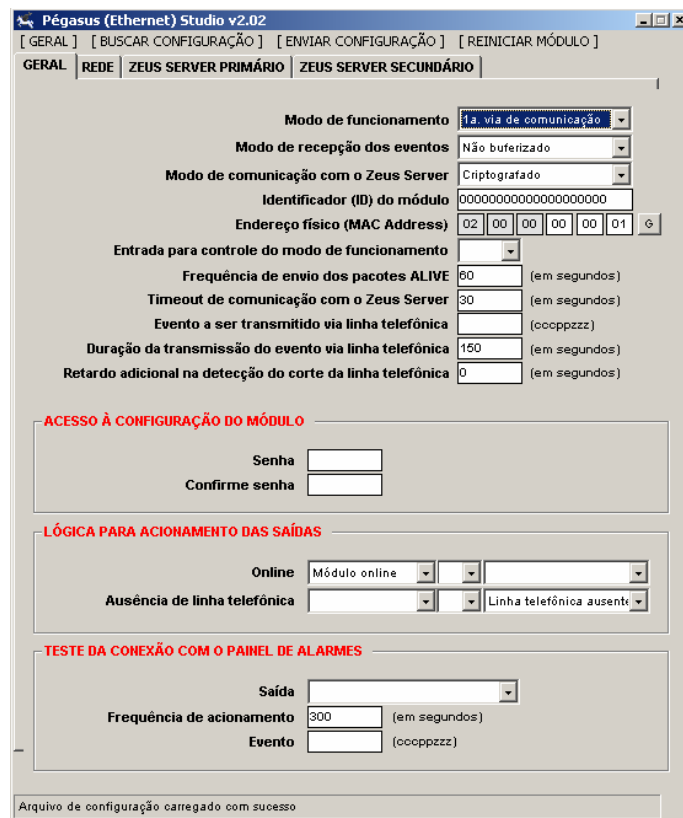 Pégasus (Ethernet) Studio v2.02
[ GERAL ] [ BUSCAR CONFIGURAÇÃO ] [ ENVIAR CONFIGURAÇÃO ] [ REINICIAR MÓDULO ]
GERAL REDE ZEUS SERVER PRIMÁRIO ZEUS SERVER SECUNDÁRIO
Modo de funcionamento 1a. via de comunicação
Modo de recepção dos eventos Não buferizado
Modo de comunicação com o Zeus Server Criptografado
Identificador (ID) do módulo 00000000000000000000
Endereço físico (MAC Address) 02 00 00 00 00 01 G
Entrada para controle do modo de funcionamento
Frequência de envio dos pacotes ALIVE 60 (em segundos)
Timeout de comunicação com o Zeus Server 30 (em segundos)
Evento a ser transmitido via linha telefônica (cccppzzz)
Duração da transmissão do evento via linha telefônica 150 (em segundos)
Retardo adicional na detecção do corte da linha telefônica 0 (em segundos)
ACESSO À CONFIGURAÇÃO DO MÓDULO
Senha
Confirme senha
LÓGICA PARA ACIONAMENTO DAS SAÍDAS
Online Módulo online
Ausência de linha telefônica Linha telefônica ausente
TESTE DA CONEXÃO COM O PAINEL DE ALARMES
Saída
Frequência de acionamento 300 (em segundos)
Evento (cccppzzz)
Arquivo de configuração carregado com sucesso